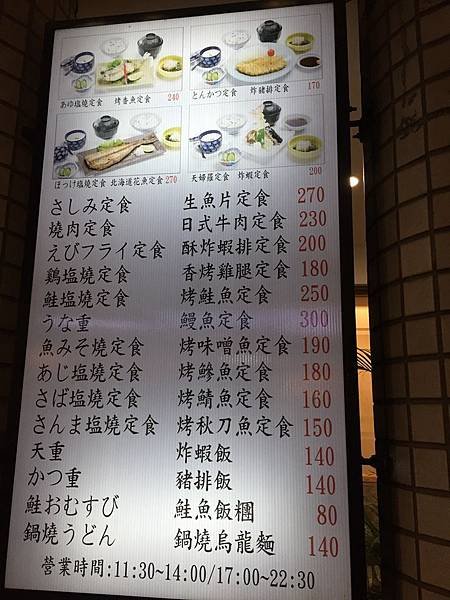 あゆ塩焼定食 烤香魚定食 240
とんかつ定食 炸豬排定食 170
ほっけ塩焼定食 北海道花魚定食 270
天婦羅定食 炸蝦定食 200
さしみ定食 生魚片定食 270
燒肉定食 日式牛肉定食 230
えびフライ定食 酥炸蝦排定食 200
鶏塩燒定食 香烤雞腿定食 180
鮭塩燒定食 烤鮭魚定食 250
うな重 鰻魚定食 300
魚みそ燒定食 烤味噌魚定食 190
あじ塩燒定食 烤鰺魚定食 180
さば塩燒定食 烤鯖魚定食 160
さんま塩燒定食 烤秋刀魚定食 150
天重 炸蝦飯 140
かつ重 豬排飯 140
鮭おむすび 鮭魚飯糰 80
鍋燒うどん 鍋燒烏龍麵 140
營業時間:11:30~14:00/17:00~22:30